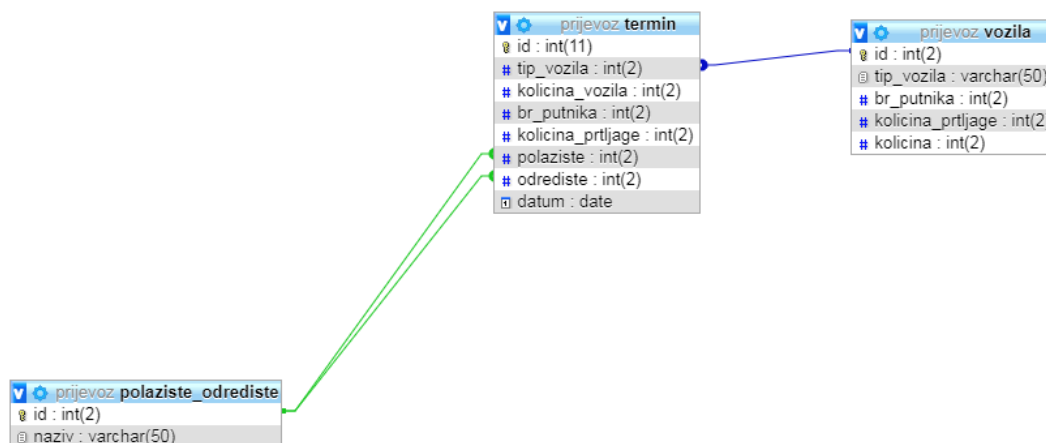 prijevoz termin
id : int(11)
tip_vozila : int(2)
kolicina_vozila : int(2)
br_putnika : int(2)
kolicina_prtljage : int(2)
polaziste : int(2)
odrediste : int(2)
datum : date
prijevoz vozila
id : int(2)
tip_vozila : varchar(50)
br_putnika : int(2)
kolicina_prtljage : int(2
kolicina : int(2)
prijevoz polaziste_odrediste
id : int(2)
naziv : varchar(50)